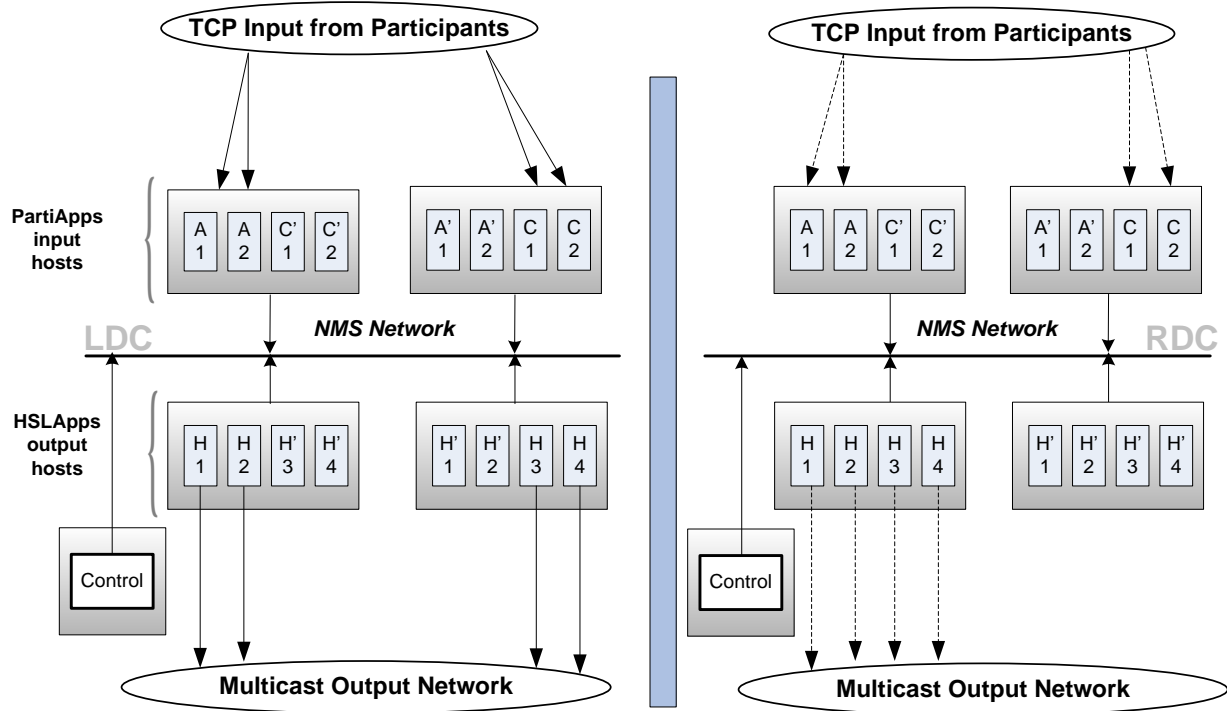 TCP Input from Participants
PartiApps
input
hosts
A
1
A
2
C'
1
C'
2
A'
1
A'
2
C
1
C
2
NMS Network
LDC
HSLApps
output
hosts
H
1
H
2
H'
3
H'
4
H'
1
H'
2
H
3
H
4
Control
Multicast Output Network
TCP Input from Participants
A
1
A
2
C'
1
C'
2
A'
1
A'
2
C
1
C
2
NMS Network
RDC
H
1
H
2
H
3
H
4
H'
1
H'
2
H'
3
H'
4
Control
Multicast Output Network